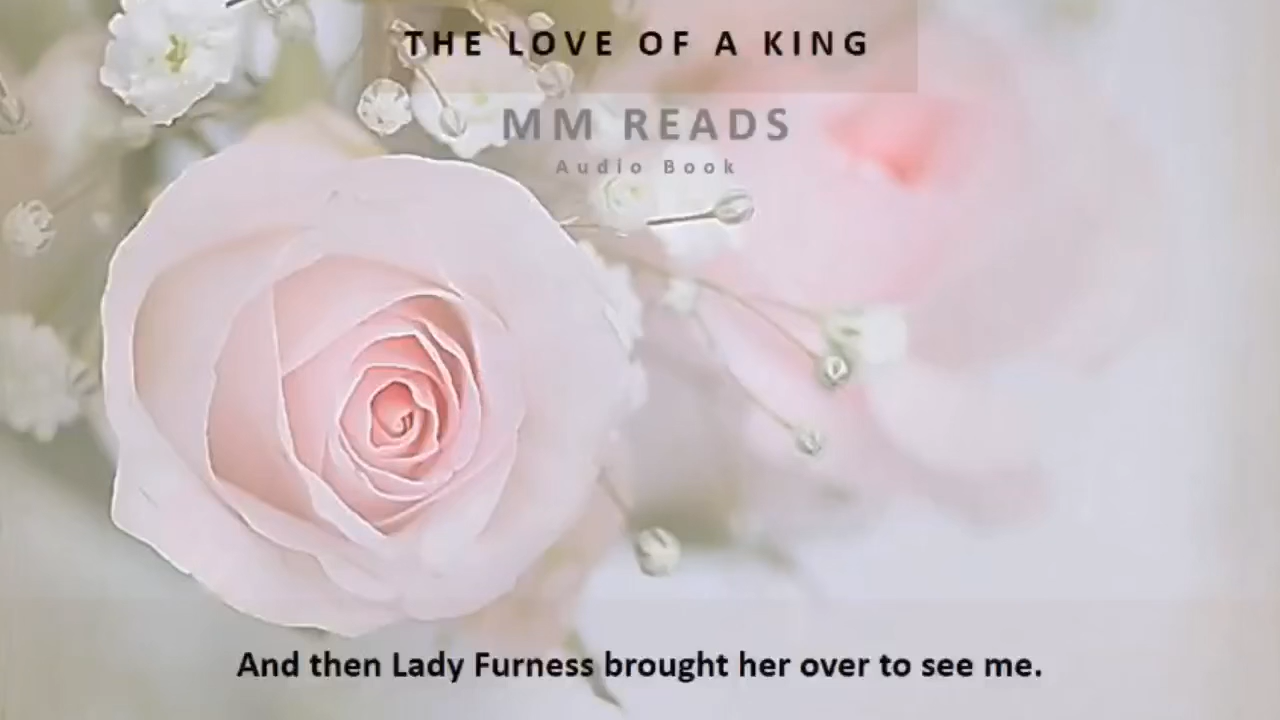 THE LOVE OF A KING
MM READS
Audio Book
And then Lady Furness brought her over to see me.